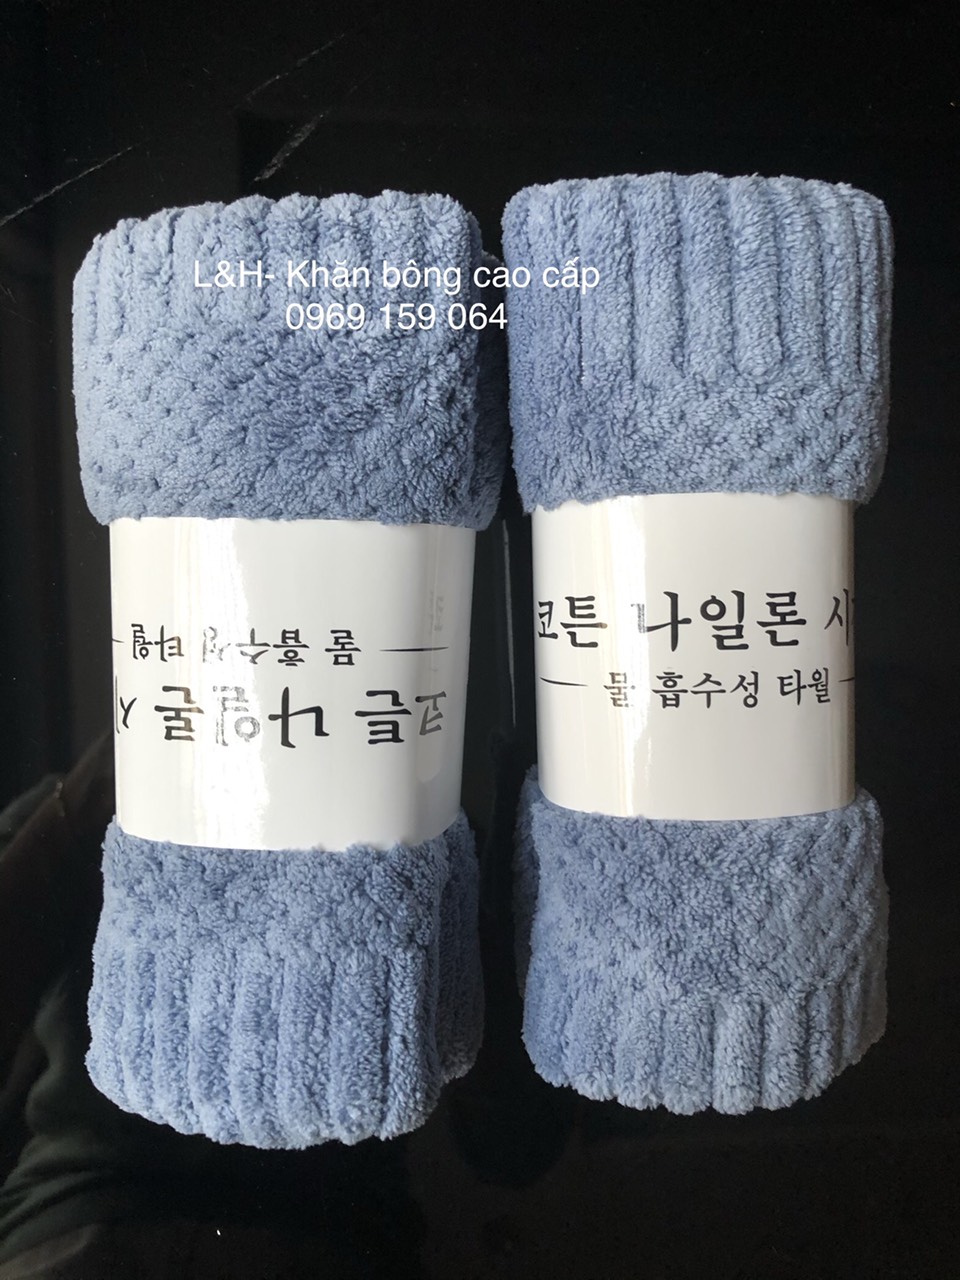 L&H- Khăn bông cao cấp
0969 159 064
코튼 나일론 시
물 흡수성 타월
물 흡수성 타월
코튼 나일론 시